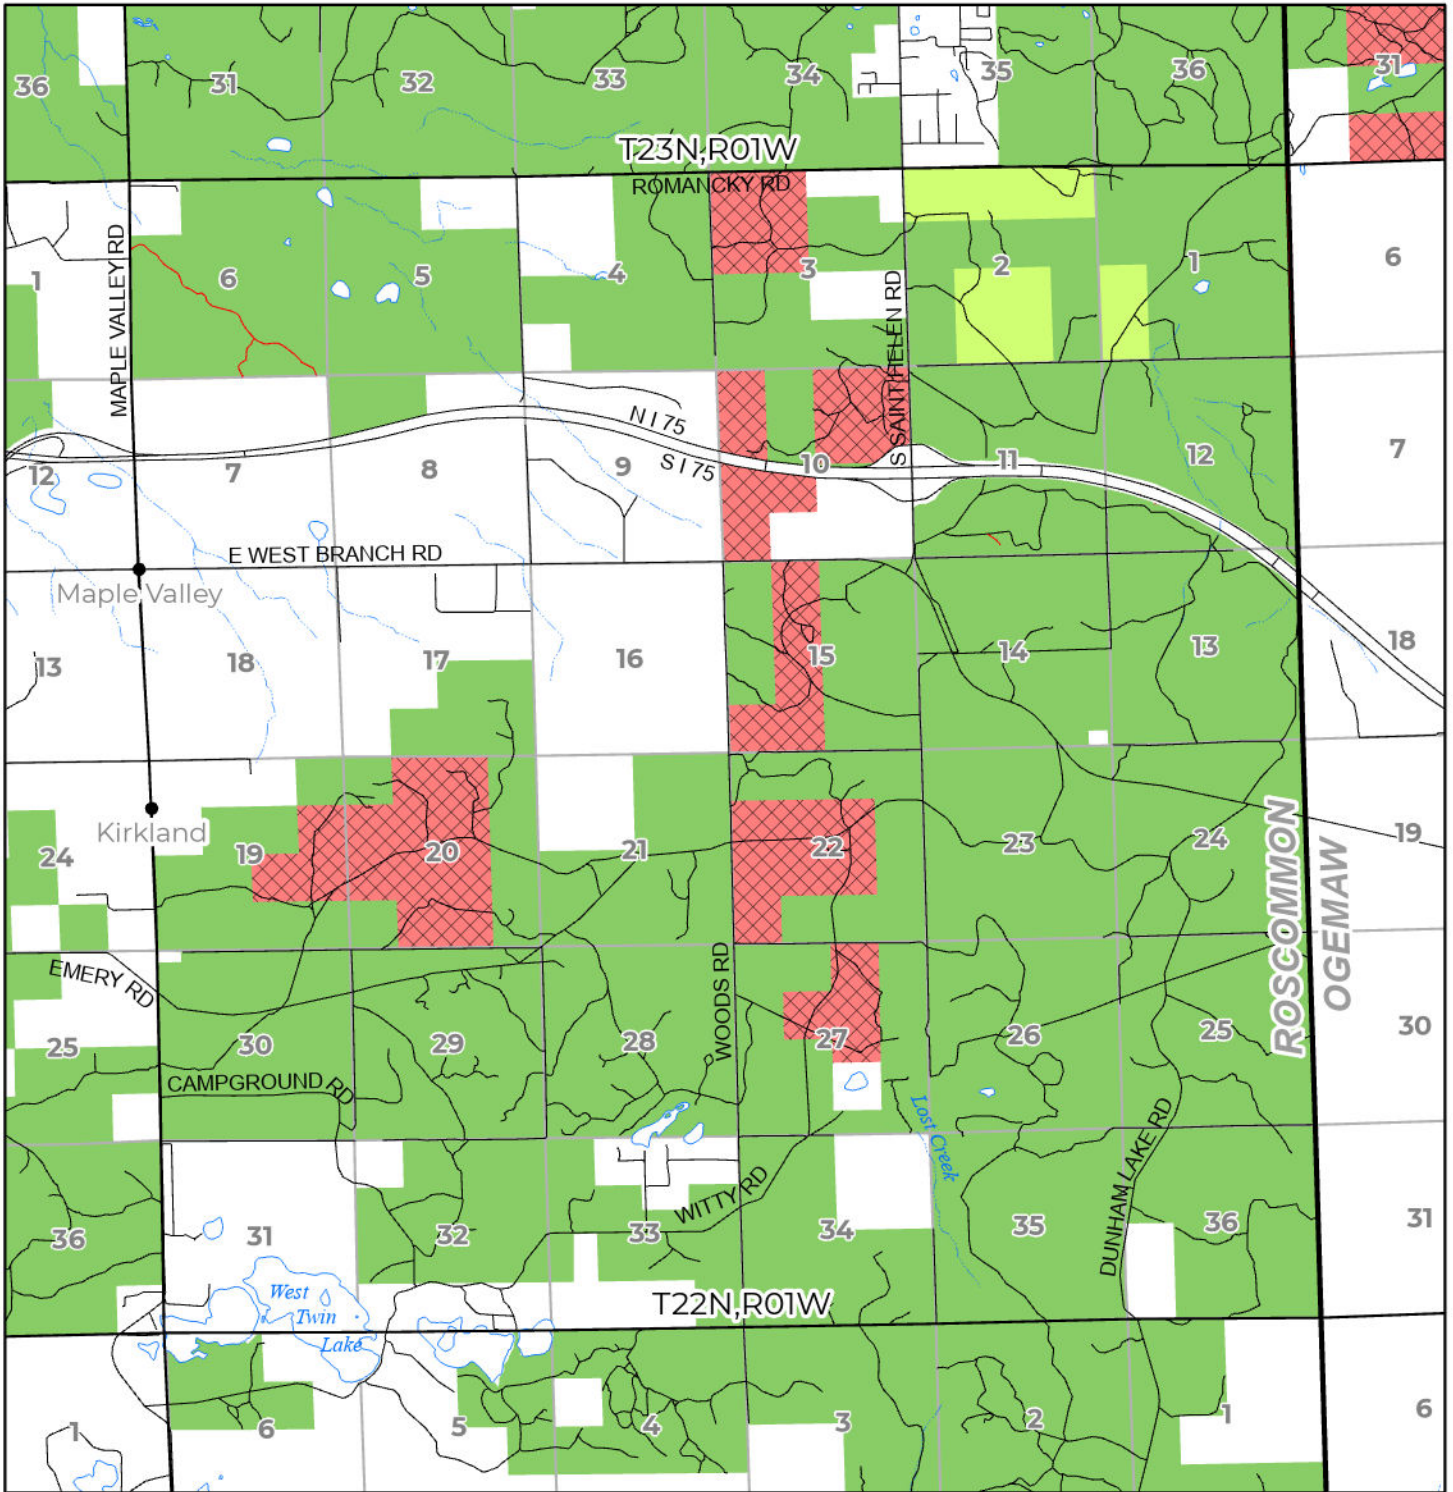 36 31 32 33 34 35 36 31
T23N,R01W
ROMANCKY RD
MAPLE VALLEY RD
1 6 5 4 3 2 1 6
S SAINT HELEN RD
N I 75
S I 75
12 7 8 9 10 11 12 7
E WEST BRANCH RD
Maple Valley
13 18 17 16 15 14 13 18
Kirkland
24 19 20 21 22 23 24 19
ROSCOMMON
OGEMAW
EMERY RD
WOODS RD
25 30 29 28 27 26 25 30
CAMPGROUND RD
Lost Creek
DUNHAM LAKE RD
WITTY RD
36 31 32 33 34 35 36 31
West
Twin
Lake
T22N,R01W
1 6 5 4 3 2 1 6